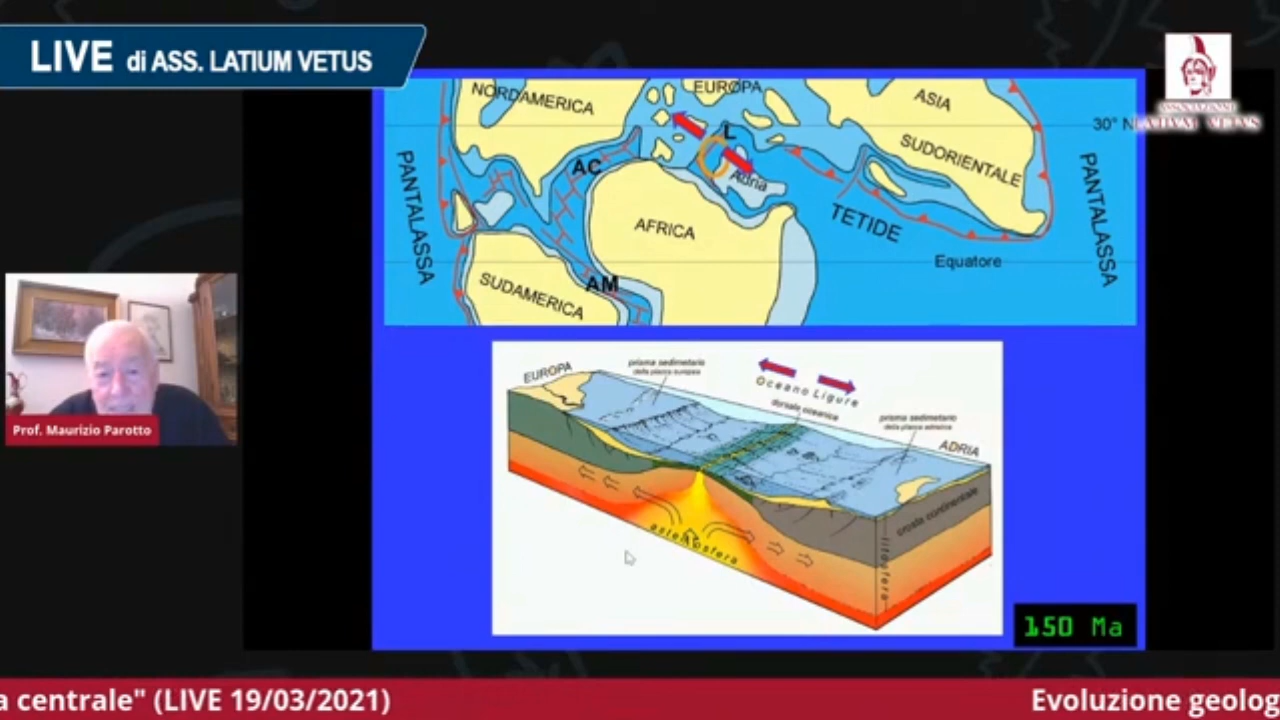 LIVE di ASS. LATIUM VETUS
NORDAMERICA
EUROPA
ASIA
SUDORIENTALE
30° N
PANTALASSA
AC
L
Adria
AFRICA
TETIDE
PANTALASSA
Equatore
SUDAMERICA
AM
EUROPA
prisma sedimetario
della placca europea
Oceano Ligure
dorsale oceanica
prisma sedimetario
della placca adriatica
ADRIA
crosta continentale
astenosfera
litosfera
150 Ma
Prof. Maurizio Parotto
a centrale" (LIVE 19/03/2021)
Evoluzione geolog